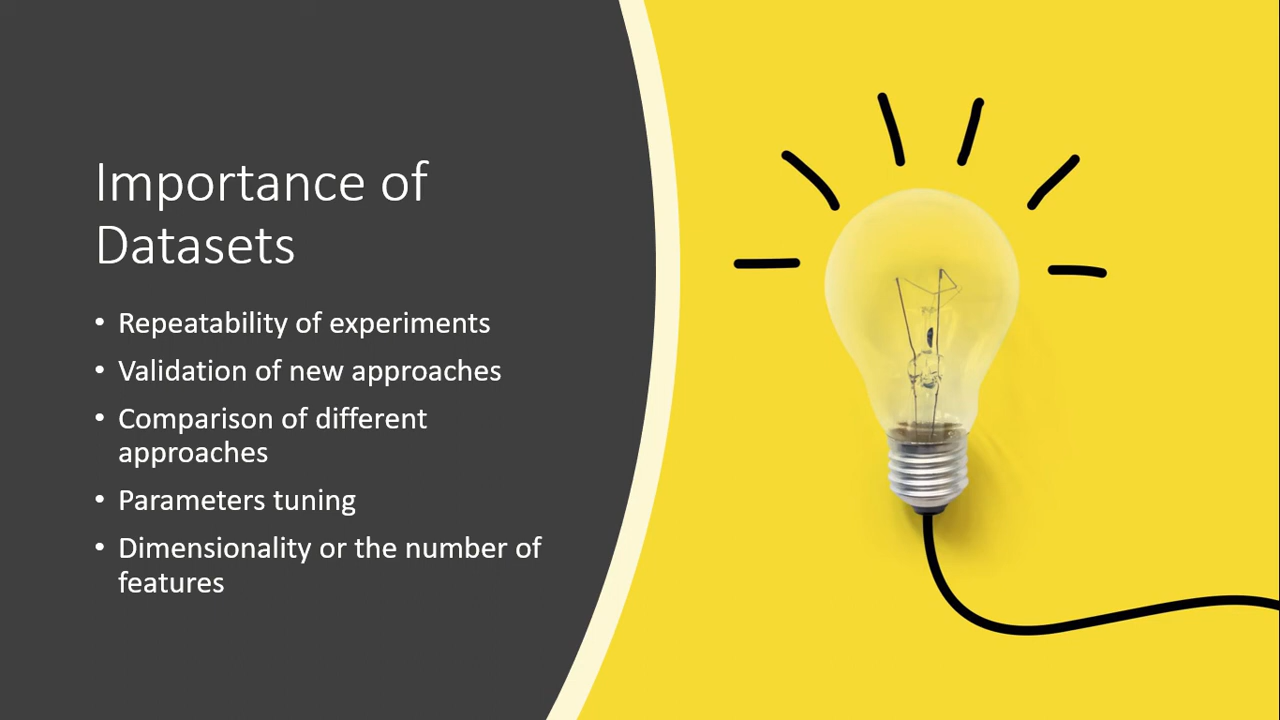 Importance of
Datasets
• Repeatability of experiments
• Validation of new approaches
• Comparison of different
approaches
• Parameters tuning
• Dimensionality or the number of
features